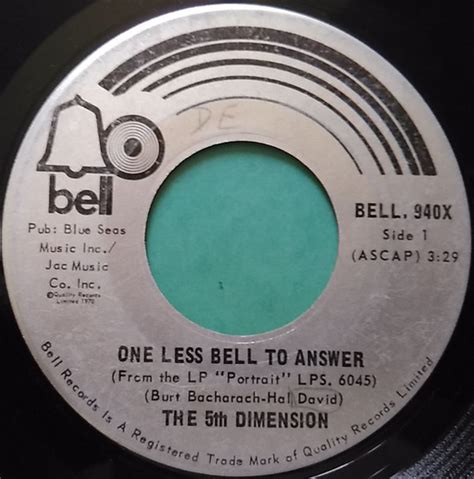 DE
bell
Pub: Blue Seas
Music Inc./
Jac Music
Co. Inc.
©Quality Records
Limited 1970
BELL. 940X
Side 1
(ASCAP) 3:29
ONE LESS BELL TO ANSWER
(From the LP "Portrait" LPS. 6045)
(Burt Bacharach-Hal David)
THE 5th DIMENSION
Bell Records Is A Registered Trade Mark of Quality Records Limited